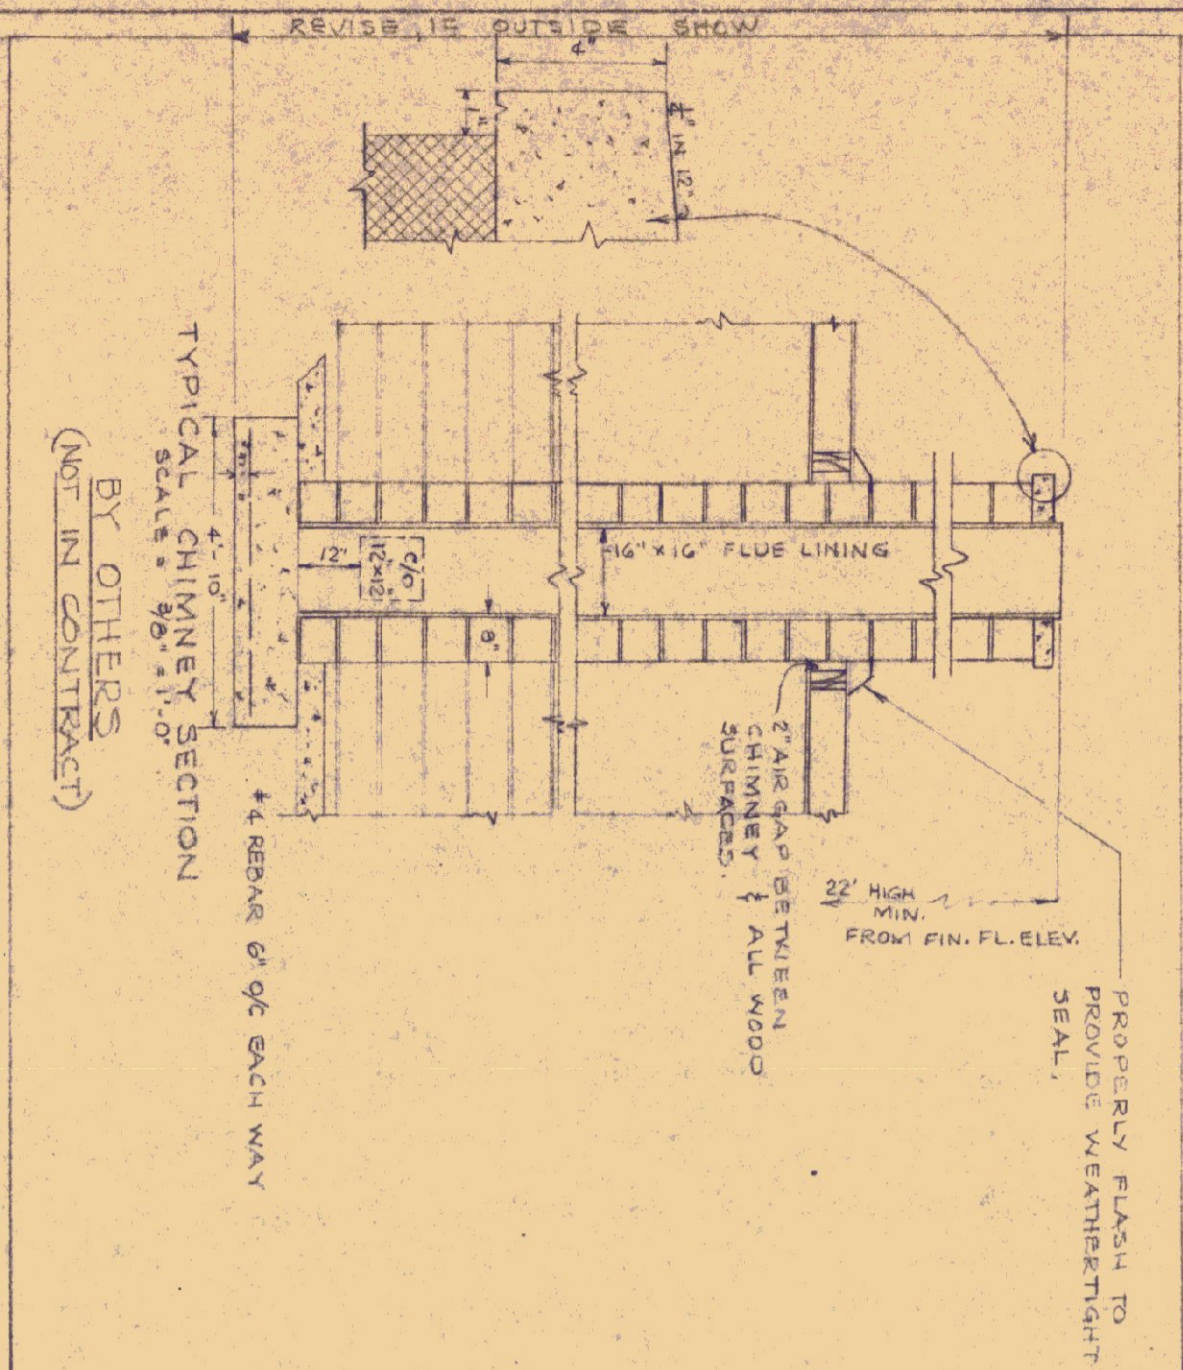 REVISE, IF OUTSIDE SHOW
4"
1"
IN 12"
16" x 16" FLUE LINING
12"
C/O
12"x12"
8"
2" AIR GAP BETWEEN
CHIMNEY & ALL WOOD
SURFACES.
22' HIGH
MIN.
FROM FIN. FL. ELEV.
PROPERLY FLASH TO
PROVIDE WEATHERTIGHT
SEAL.
4'-10"
#4 REBAR 6" O/C EACH WAY
TYPICAL CHIMNEY SECTION
SCALE = 3/8" = 1'-0"
BY OTHERS
(NOT IN CONTRACT)